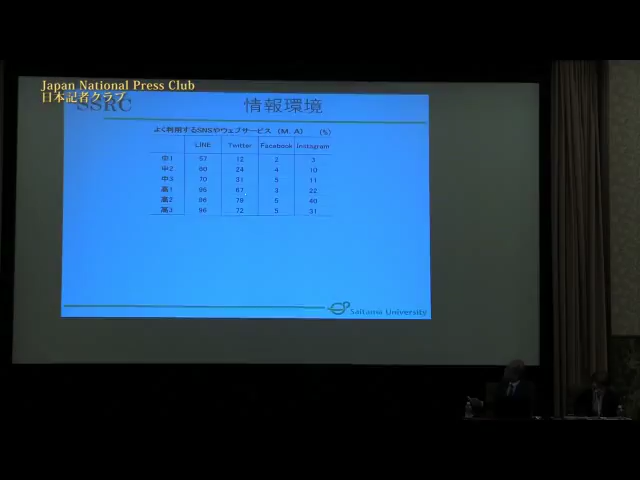 Japan National Press Club
日本記者クラブ
SSRC 情報環境
よく利用するSNSやウェブサービス (M.A) (%)
LINE Twitter Facebook Instagram
中1 57 12 2 3
中2 60 24 4 10
中3 70 31 5 11
高1 95 67 3 22
高2 96 79 5 40
高3 96 72 5 31
Saitama University